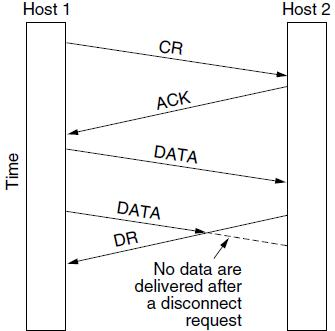 Host 1
Host 2
CR
ACK
Time
DATA
DATA
DR
No data are
delivered after
a disconnect
request